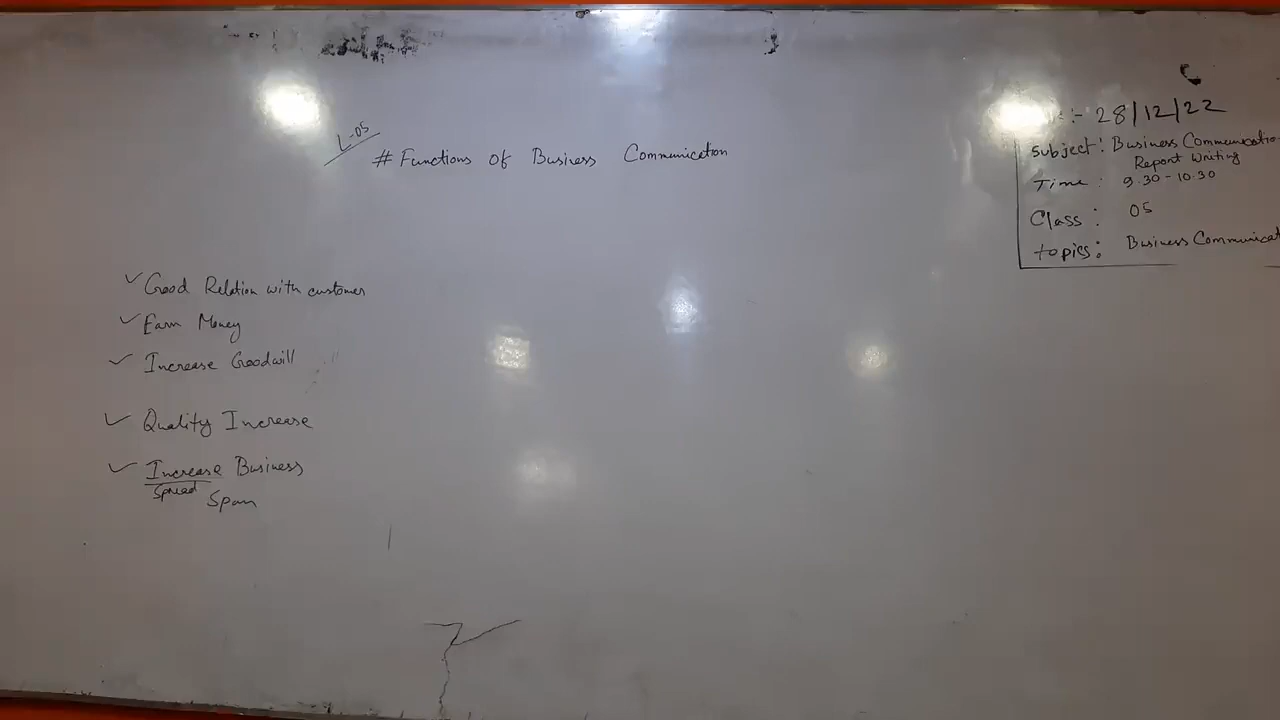 L-05
# Functions of Business Communication
:- 28/12/22
Subject: Business Communicatio
Report Writing
Time: 9.30-10.30
Class: 05
topics: Business Communicat
✓ Good Relation with customer
✓ Earn Money
✓ Increase Goodwill
✓ Quality Increase
✓ Increase Business
Spread Span